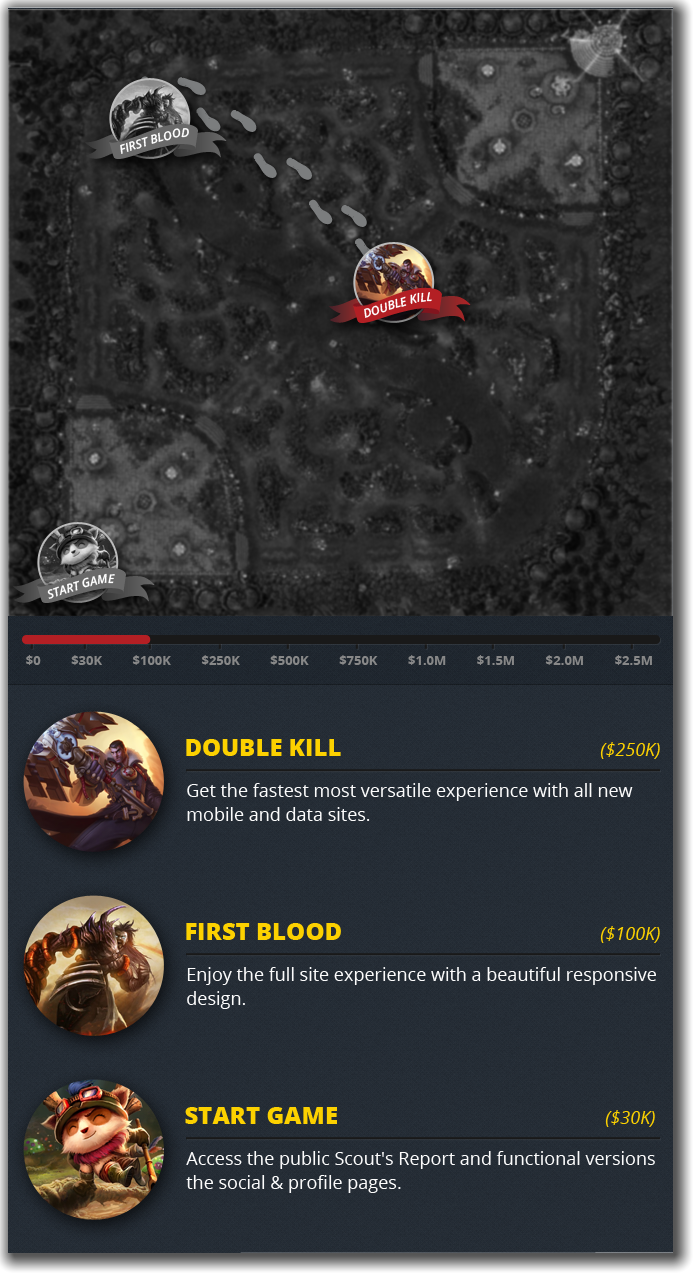 FIRST BLOOD
DOUBLE KILL
START GAME
$0 $30K $100K $250K $500K $750K $1.0M $1.5M $2.0M $2.5M
DOUBLE KILL ($250K)
Get the fastest most versatile experience with all new
mobile and data sites.
FIRST BLOOD ($100K)
Enjoy the full site experience with a beautiful responsive
design.
START GAME ($30K)
Access the public Scout's Report and functional versions
the social & profile pages.